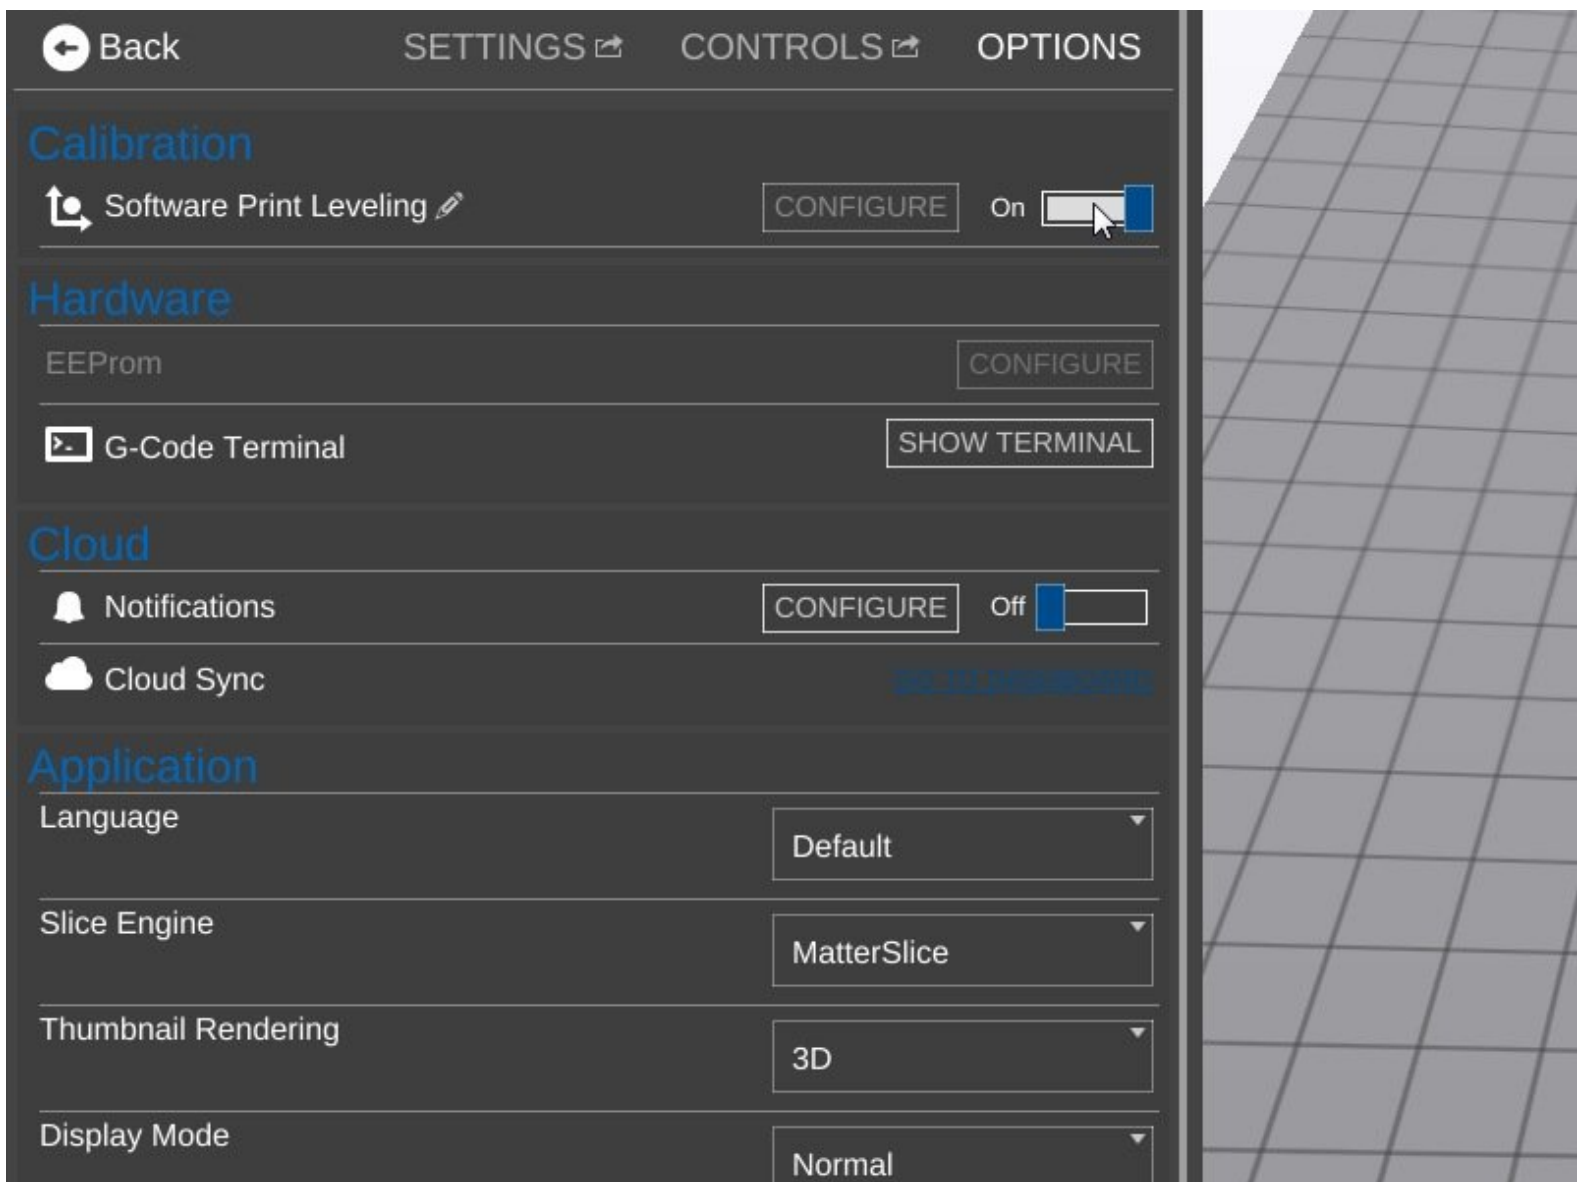 Back SETTINGS CONTROLS OPTIONS
Calibration
Software Print Leveling CONFIGURE On
Hardware
EEProm CONFIGURE
G-Code Terminal SHOW TERMINAL
Cloud
Notifications CONFIGURE Off
Cloud Sync
Application
Language
Default
Slice Engine
MatterSlice
Thumbnail Rendering
3D
Display Mode
Normal